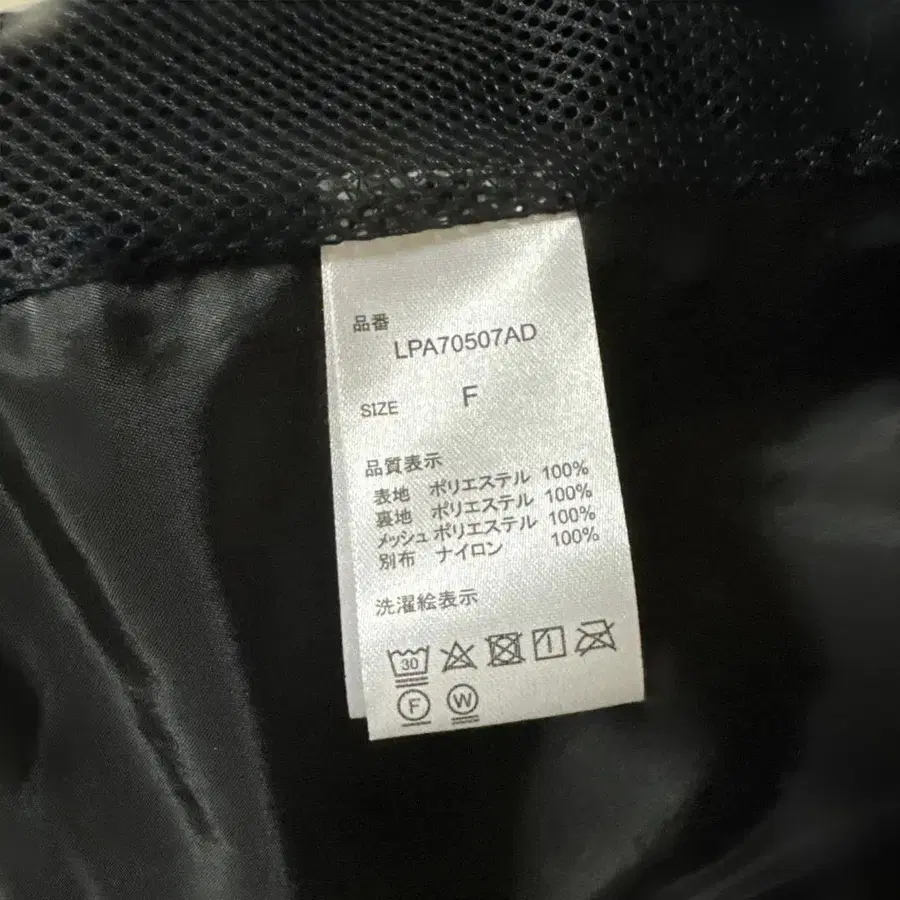 品番
LPA70507AD
SIZE F
品質表示
表地 ポリエステル 100%
裏地 ポリエステル 100%
メッシュ ポリエステル 100%
別布 ナイロン 100%
洗濯絵表示
30
F W